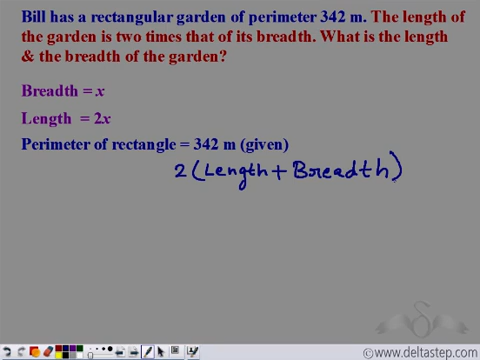 Bill has a rectangular garden of perimeter 342 m. The length of
the garden is two times that of its breadth. What is the length
& the breadth of the garden?
Breadth = x
Length = 2x
Perimeter of rectangle = 342 m (given)
2 (Length + Breadth)
©www.deltastep.com